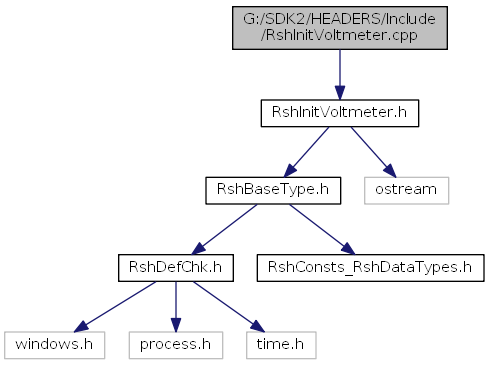 G:/SDK2/HEADERS/Include
/RshInitVoltmeter.cpp
RshInitVoltmeter.h
RshBaseType.h
ostream
RshDefChk.h
RshConsts_RshDataTypes.h
windows.h
process.h
time.h